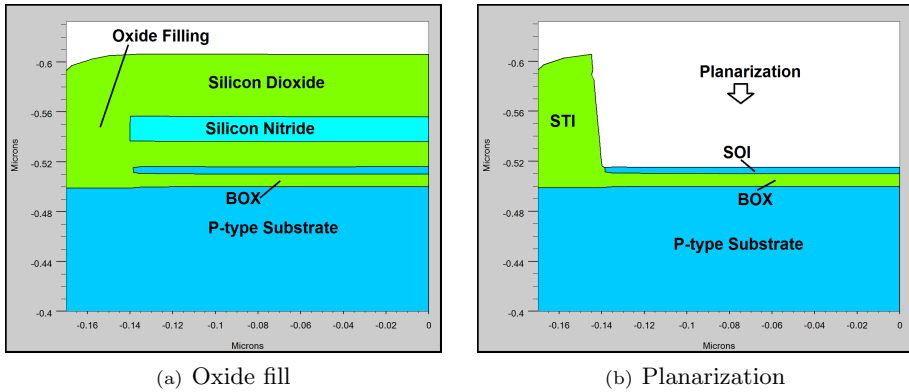 Oxide Filling
Silicon Dioxide
Silicon Nitride
BOX
P-type Substrate
-0.6
-0.56
-0.52
-0.48
-0.44
-0.4
Microns
-0.16
-0.14
-0.12
-0.1
-0.08
-0.06
-0.04
-0.02
0
Microns
(a) Oxide fill
Planarization
STI
SOI
BOX
P-type Substrate
-0.6
-0.56
-0.52
-0.48
-0.44
-0.4
Microns
-0.16
-0.14
-0.12
-0.1
-0.08
-0.06
-0.04
-0.02
0
Microns
(b) Planarization